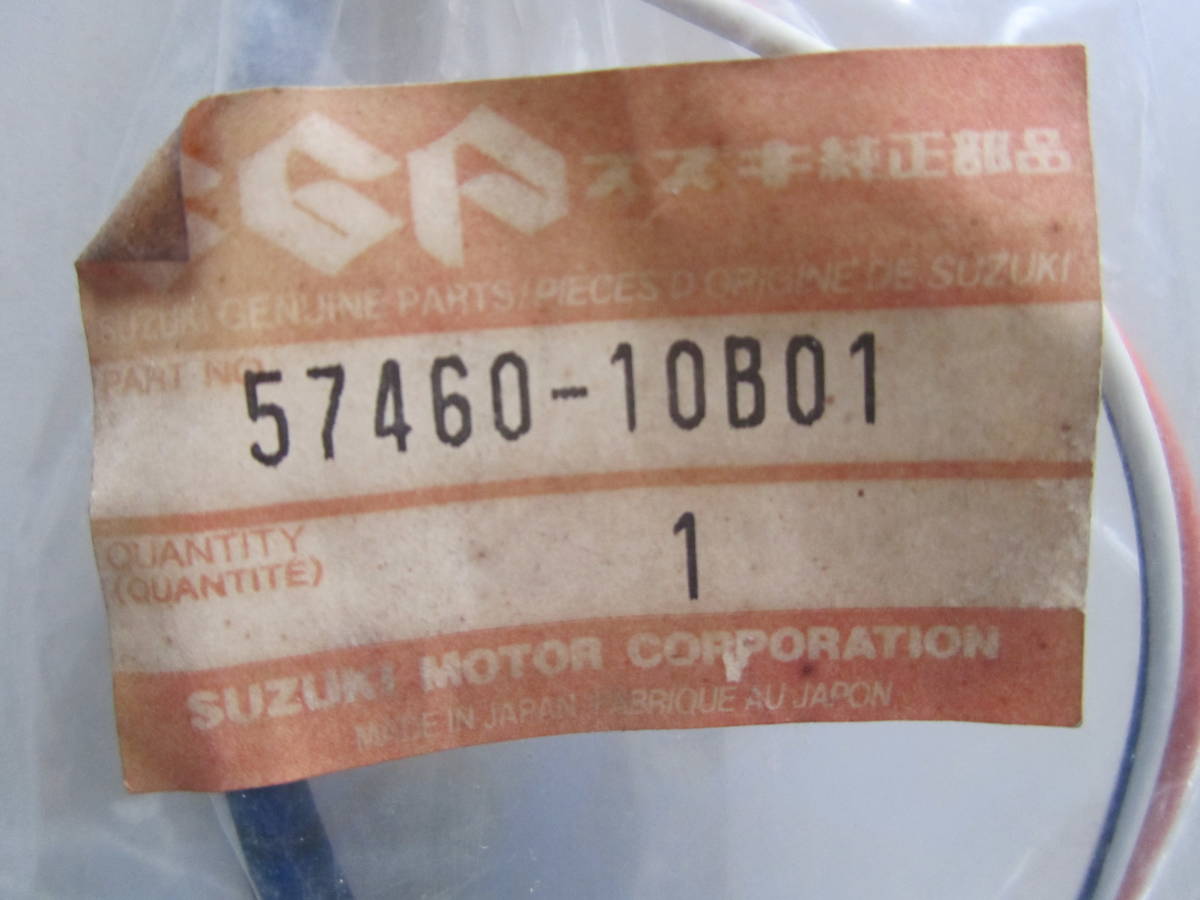 SGP スズキ純正部品
SUZUKI GENUINE PARTS/PIECES D'ORIGINE DE SUZUKI
PART NO.
57460-10B01
QUANTITY
(QUANTITÉ)
1
SUZUKI MOTOR CORPORATION
V
MADE IN JAPAN/FABRIQUE AU JAPON